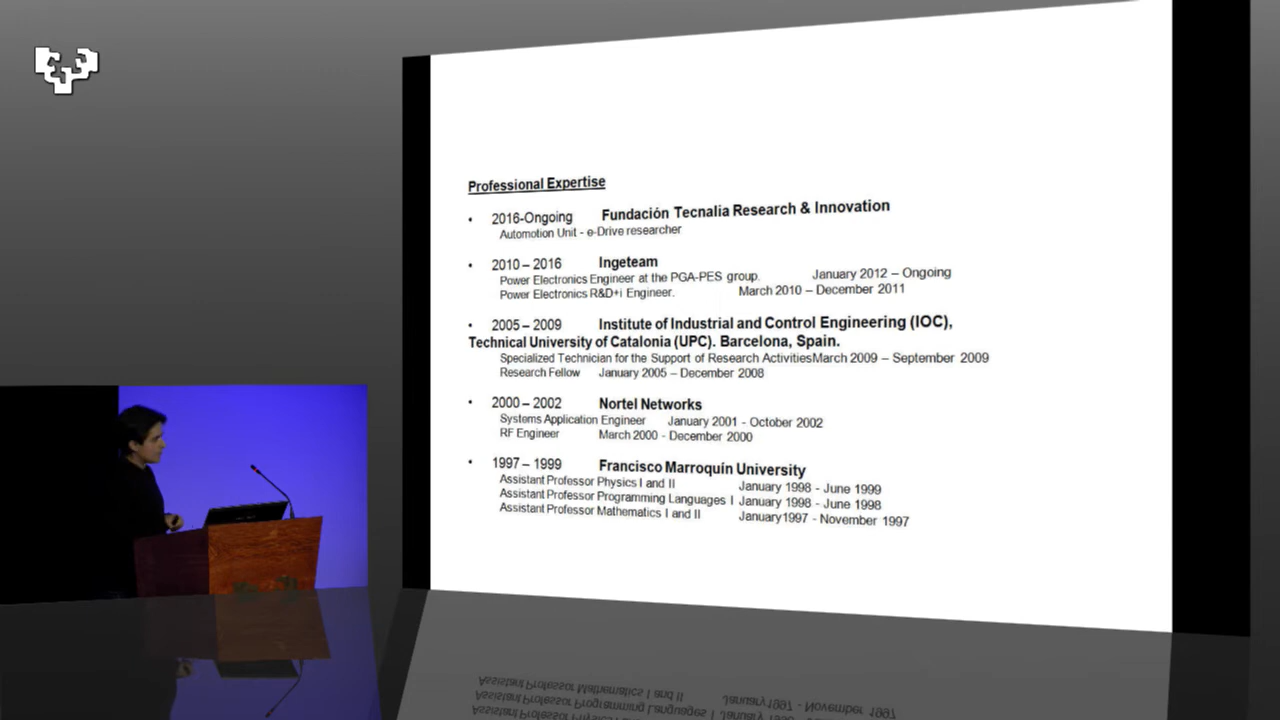 Professional Expertise
• 2016-Ongoing Fundación Tecnalia Research & Innovation
Automotion Unit - e-Drive researcher
• 2010 – 2016 Ingeteam
Power Electronics Engineer at the PGA-PES group. January 2012 – Ongoing
Power Electronics R&D+i Engineer. March 2010 – December 2011
• 2005 – 2009 Institute of Industrial and Control Engineering (IOC),
Technical University of Catalonia (UPC). Barcelona, Spain.
Specialized Technician for the Support of Research ActivitiesMarch 2009 – September 2009
Research Fellow January 2005 – December 2008
• 2000 – 2002 Nortel Networks
Systems Application Engineer January 2001 - October 2002
RF Engineer March 2000 - December 2000
• 1997 – 1999 Francisco Marroquín University
Assistant Professor Physics I and II January 1998 - June 1999
Assistant Professor Programming Languages I January 1998 - June 1998
Assistant Professor Mathematics I and II January1997 - November 1997